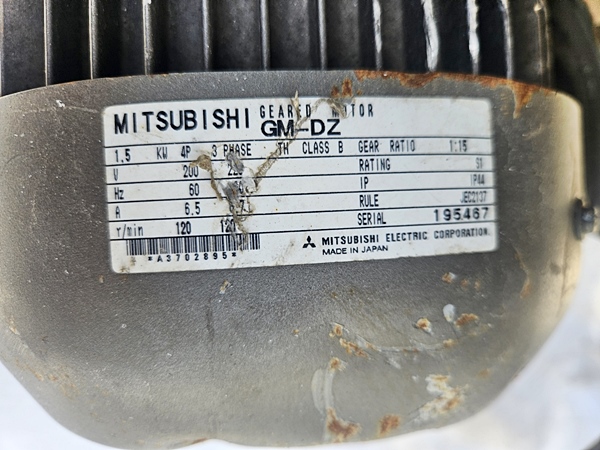 MITSUBISHI GEARED MOTOR
GM-DZ
1.5 KW 4P 3 PHASE TH CLASS B GEAR RATIO 1:15
V 200 RATING S1
Hz 60 IP IP44
A 6.5 RULE JEC2137
r/min 120 120 SERIAL 195467
*A3702895*
MITSUBISHI ELECTRIC CORPORATION
MADE IN JAPAN